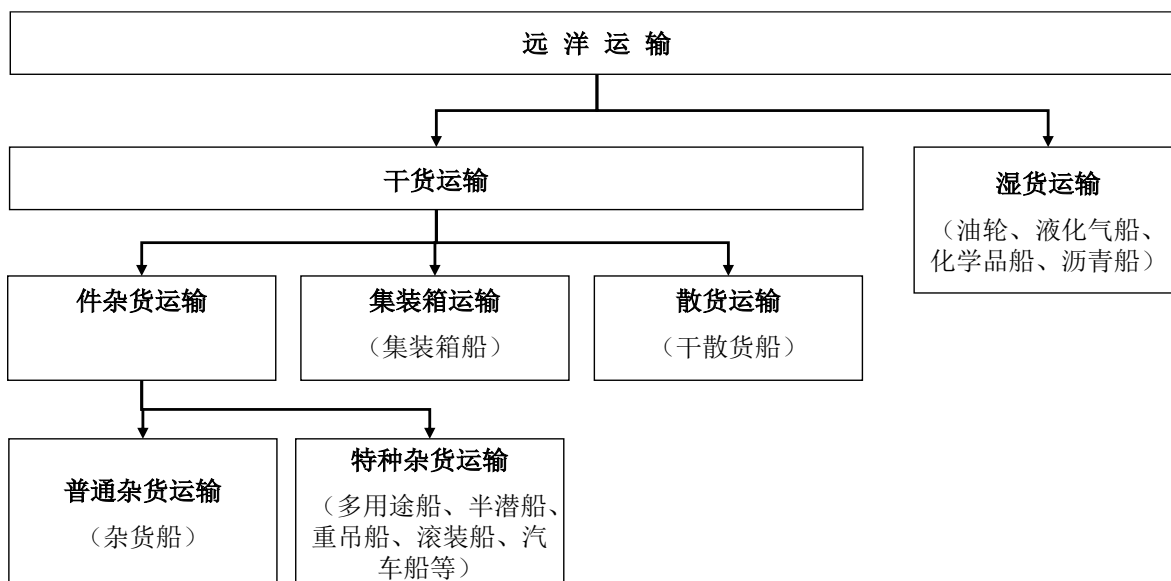 远 洋 运 输
干货运输
湿货运输
（油轮、液化气船、
化学品船、沥青船）
件杂货运输
集装箱运输
（集装箱船）
散货运输
（干散货船）
普通杂货运输
（杂货船）
特种杂货运输
（多用途船、半潜船、
重吊船、滚装船、汽
车船等）